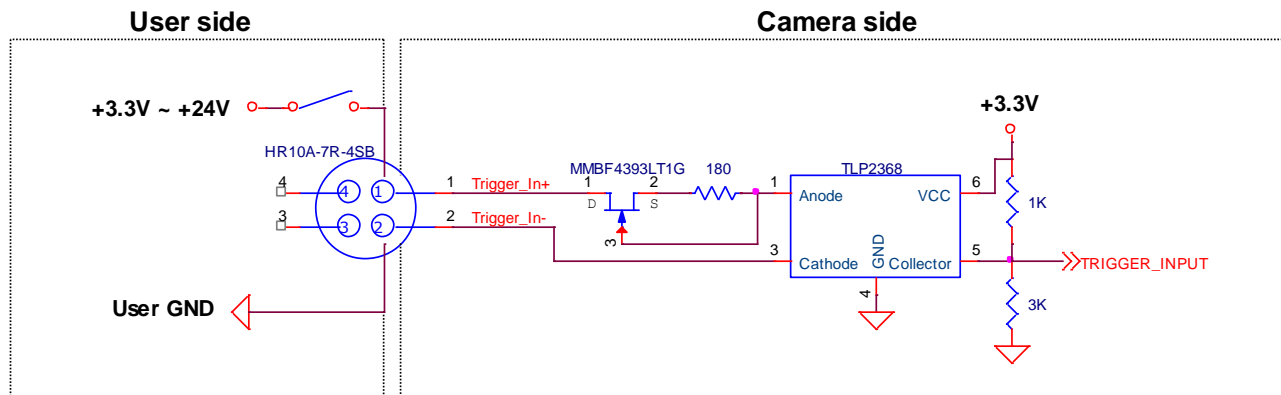 User side
Camera side
+3.3V ~ +24V
+3.3V
HR10A-7R-4SB
MMBF4393LT1G
180
TLP2368
4
4
1
1
Trigger_In+
1
D
2
S
1
Anode
VCC
6
1K
3
3
2
2
Trigger_In-
3
3
Cathode
GND
Collector
5
TRIGGER_INPUT
4
User GND
3K